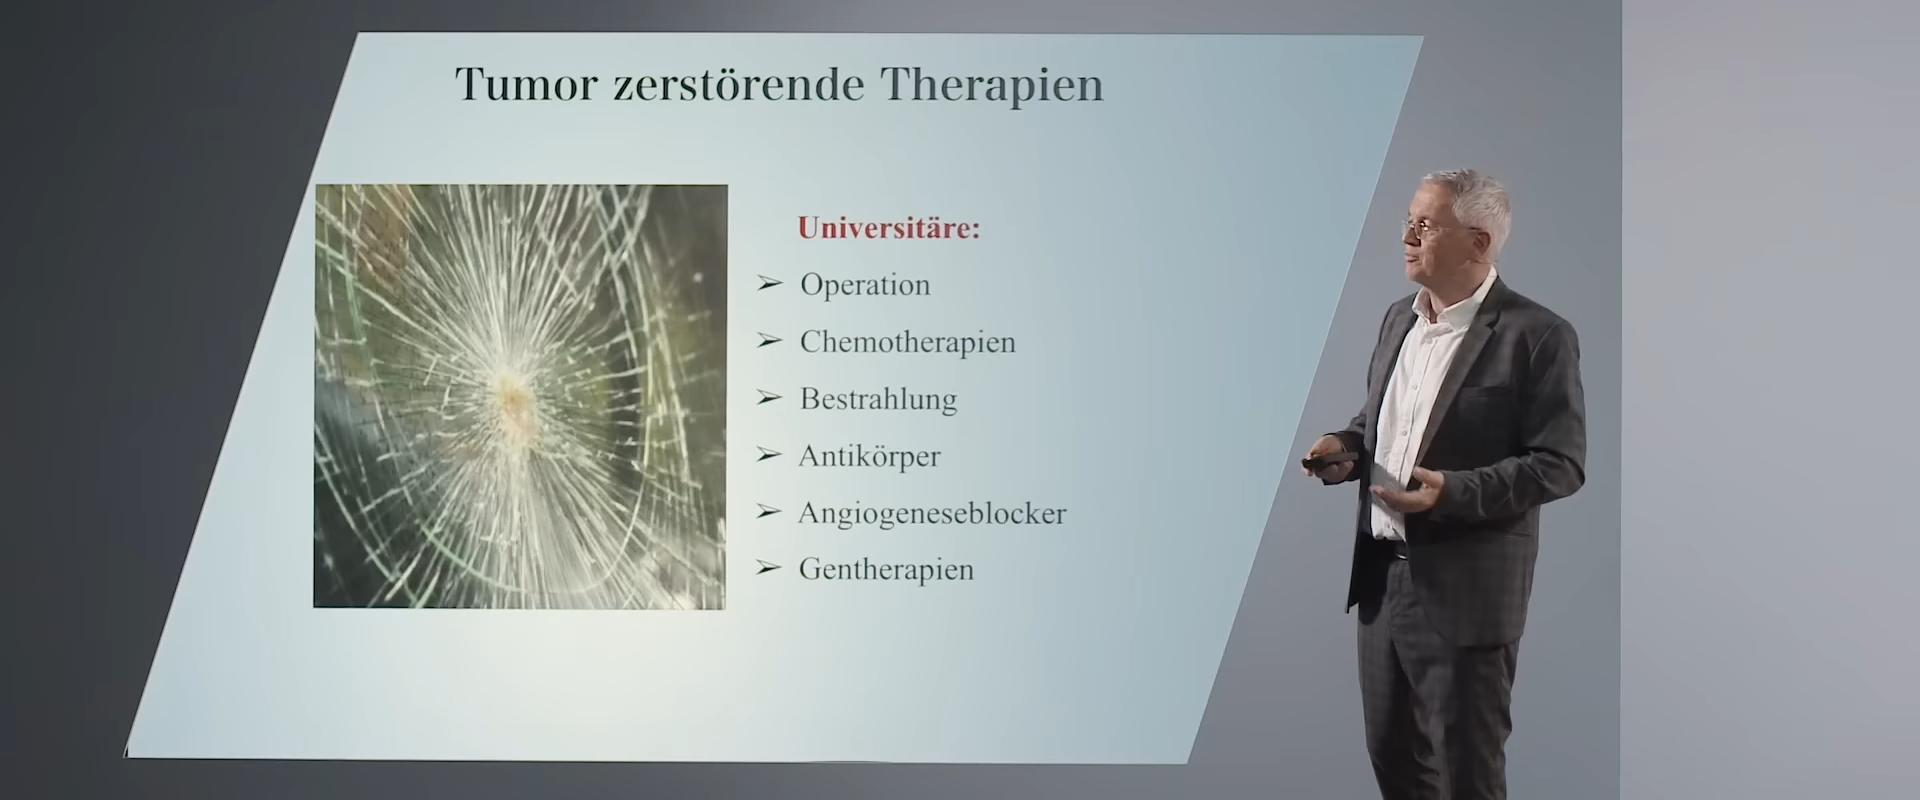 Tumor zerstörende Therapien
Universitäre:
➢ Operation
➢ Chemotherapien
➢ Bestrahlung
➢ Antikörper
➢ Angiogeneseblocker
➢ Gentherapien